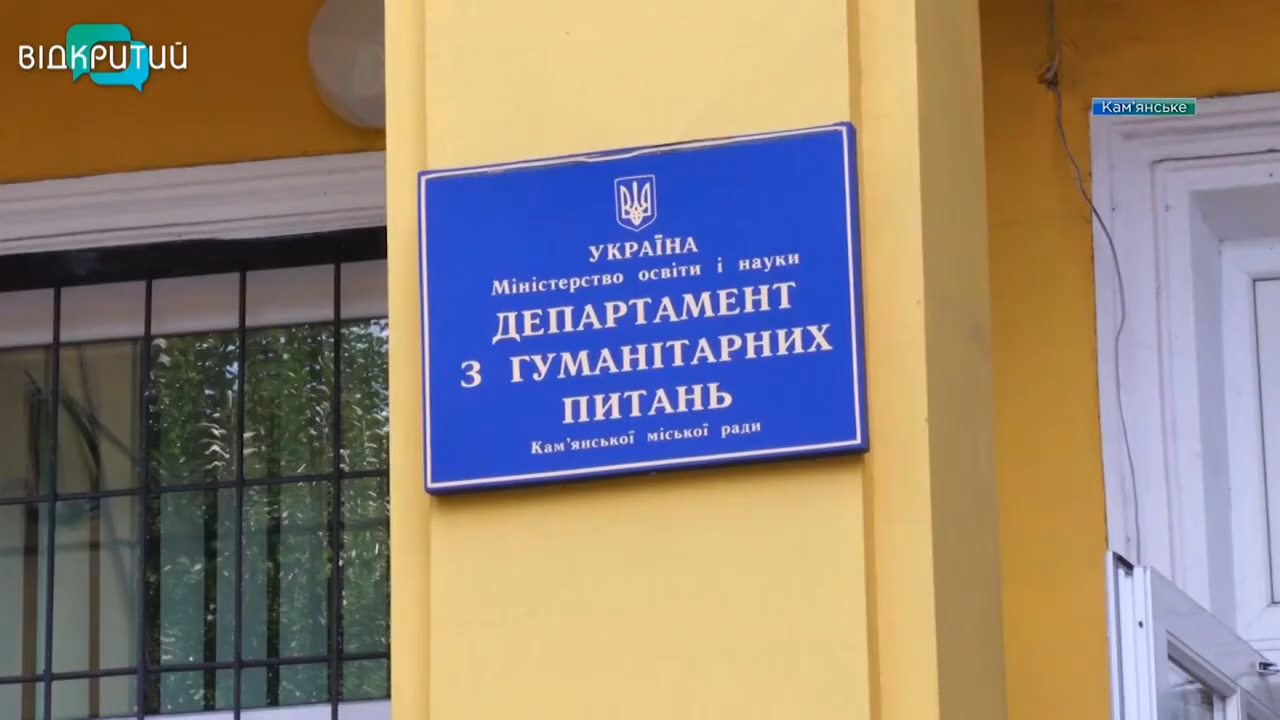 ВІДКРИТИЙ
Кам'янське
УКРАЇНА
Міністерство освіти і науки
ДЕПАРТАМЕНТ
З ГУМАНІТАРНИХ
ПИТАНЬ
Кам'янської міської ради